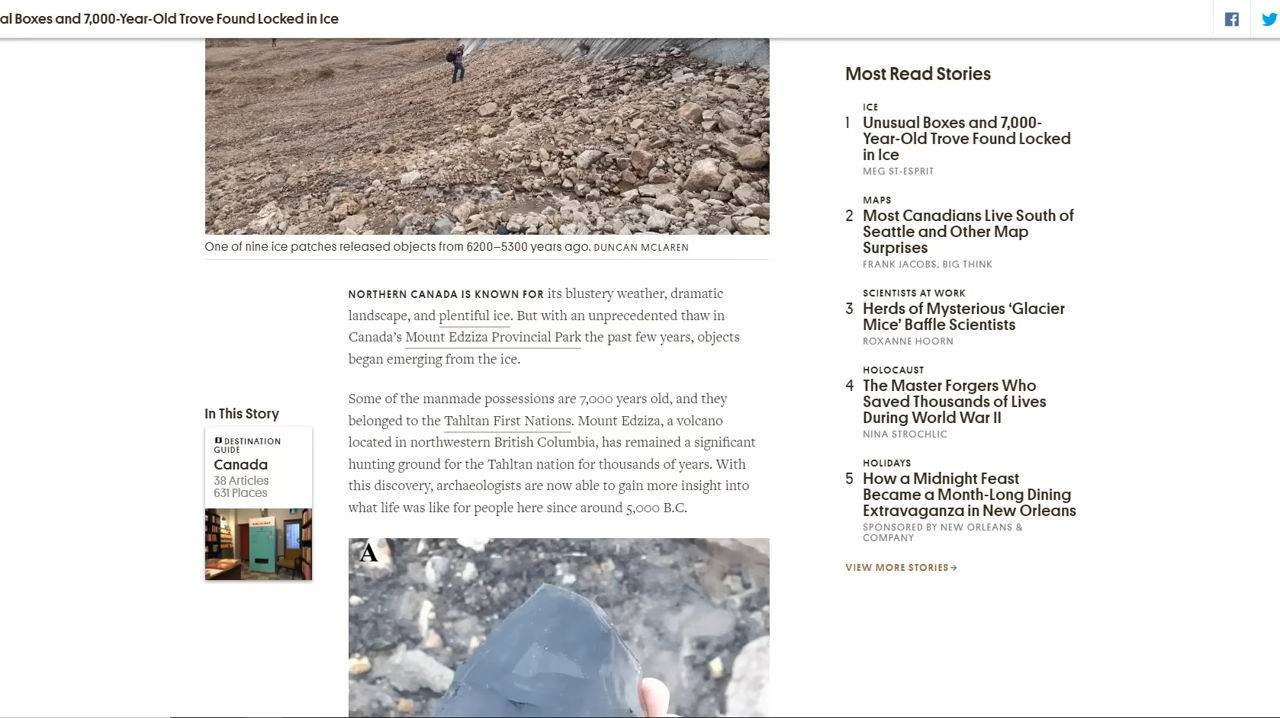 al Boxes and 7,000-Year-Old Trove Found Locked in Ice
One of nine ice patches released objects from 6200–5300 years ago. DUNCAN MCLAREN
NORTHERN CANADA IS KNOWN FOR its blustery weather, dramatic
landscape, and plentiful ice. But with an unprecedented thaw in
Canada’s Mount Edziza Provincial Park the past few years, objects
began emerging from the ice.
Some of the manmade possessions are 7,000 years old, and they
belonged to the Tahltan First Nations. Mount Edziza, a volcano
located in northwestern British Columbia, has remained a significant
hunting ground for the Tahltan nation for thousands of years. With
this discovery, archaeologists are now able to gain more insight into
what life was like for people here since around 5,000 B.C.
A
In This Story
DESTINATION
GUIDE
Canada
38 Articles
631 Places
Most Read Stories
ICE
1 Unusual Boxes and 7,000-
Year-Old Trove Found Locked
in Ice
MEG ST-ESPRIT
MAPS
2 Most Canadians Live South of
Seattle and Other Map
Surprises
FRANK JACOBS, BIG THINK
SCIENTISTS AT WORK
3 Herds of Mysterious ‘Glacier
Mice’ Baffle Scientists
ROXANNE HOORN
HOLOCAUST
4 The Master Forgers Who
Saved Thousands of Lives
During World War II
NINA STROCHLIC
HOLIDAYS
5 How a Midnight Feast
Became a Month-Long Dining
Extravaganza in New Orleans
SPONSORED BY NEW ORLEANS &
COMPANY
VIEW MORE STORIES →